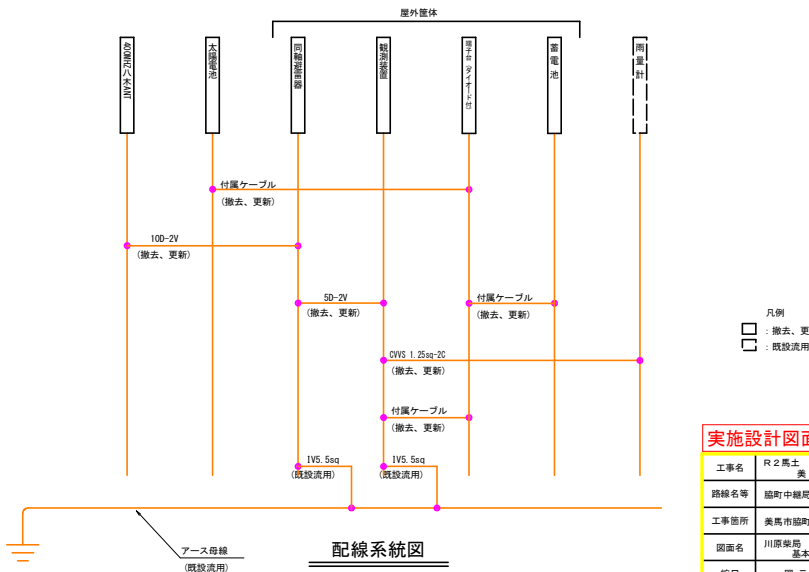 屋外筐体
400MHZ八木ANT
太陽電池
同軸避雷器
観測装置
端子台(ダイオード付)
蓄電池
雨量計
付属ケーブル
(撤去、更新)
10D-2V
(撤去、更新)
5D-2V
(撤去、更新)
付属ケーブル
(撤去、更新)
CVVS 1.25sq-2C
(撤去、更新)
付属ケーブル
(撤去、更新)
IV5.5sq
(既設流用)
IV5.5sq
(既設流用)
アース母線
(既設流用)
配線系統図
凡例
:撤去、更
:既設流用
実施設計図面
工事名 R2馬土
美
路線名等 脇町中継局
工事箇所 美馬市脇町
図面名 川原柴局
基本